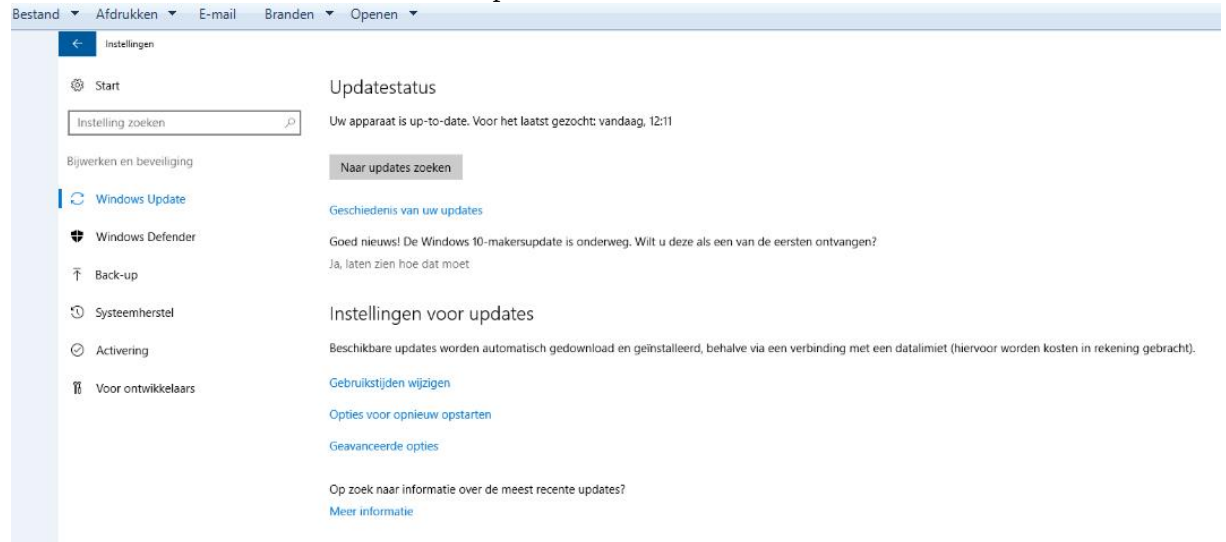 Bestand Afdrukken E-mail Branden Openen
Instellingen
Start
Instelling zoeken
Bijwerken en beveiliging
Windows Update
Windows Defender
Back-up
Systeemherstel
Activering
Voor ontwikkelaars
Updatestatus
Uw apparaat is up-to-date. Voor het laatst gezocht: vandaag, 12:11
Naar updates zoeken
Geschiedenis van uw updates
Goed nieuws! De Windows 10-makersupdate is onderweg. Wilt u deze als een van de eersten ontvangen?
Ja, laten zien hoe dat moet
Instellingen voor updates
Beschikbare updates worden automatisch gedownload en geïnstalleerd, behalve via een verbinding met een datalimiet (hiervoor worden kosten in rekening gebracht).
Gebruikstijden wijzigen
Opties voor opnieuw opstarten
Geavanceerde opties
Op zoek naar informatie over de meest recente updates?
Meer informatie